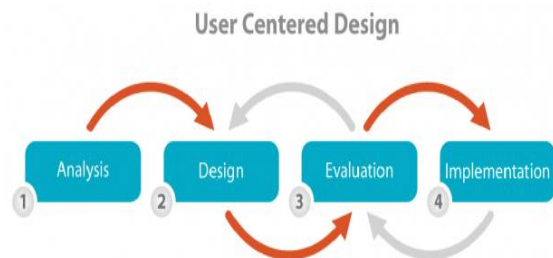 User Centered Design
Analysis
Design
Evaluation
Implementation
1
2
3
4